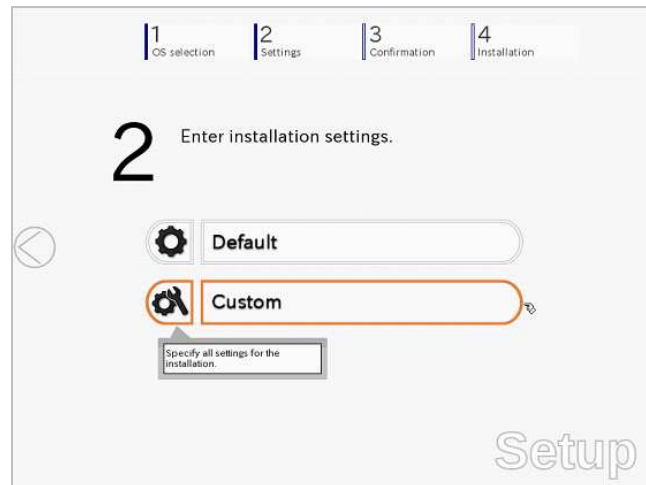 1
OS selection
2
Settings
3
Confirmation
4
Installation
2
Enter installation settings.
Default
Custom
Specify all settings for the
installation.
Setup